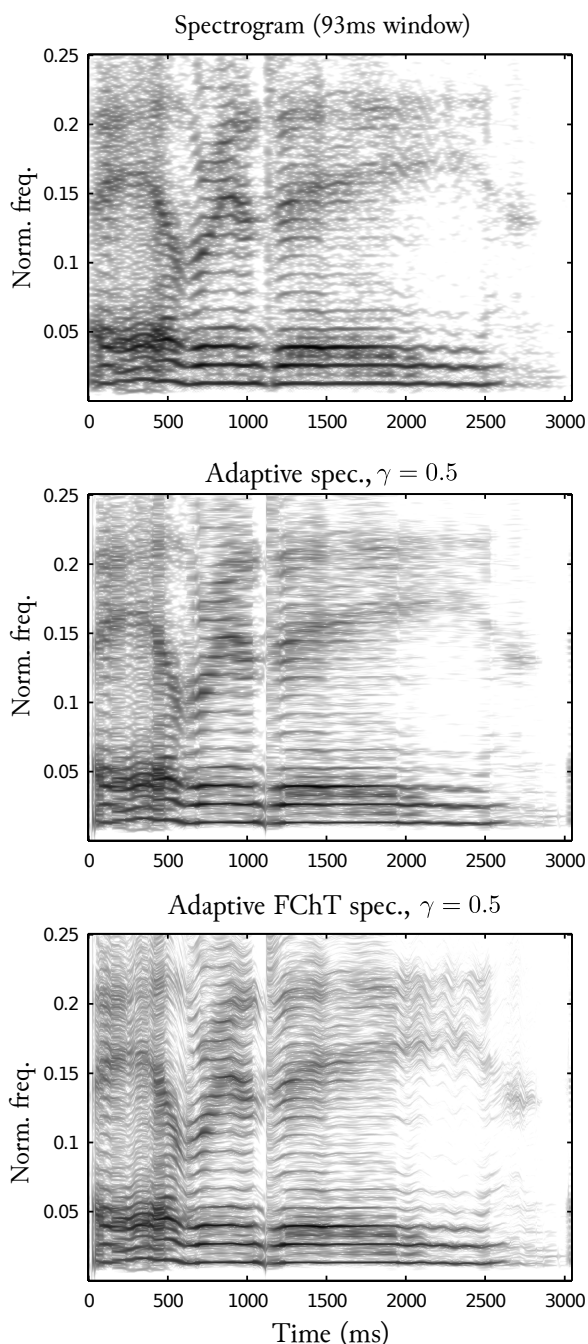 Spectrogram (93ms window)
Norm. freq.
0.25
0.2
0.15
0.1
0.05
0 500 1000 1500 2000 2500 3000
Adaptive spec., γ = 0.5
Norm. freq.
0.25
0.2
0.15
0.1
0.05
0 500 1000 1500 2000 2500 3000
Adaptive FChT spec., γ = 0.5
Norm. freq.
0.25
0.2
0.15
0.1
0.05
0 500 1000 1500 2000 2500 3000
Time (ms)